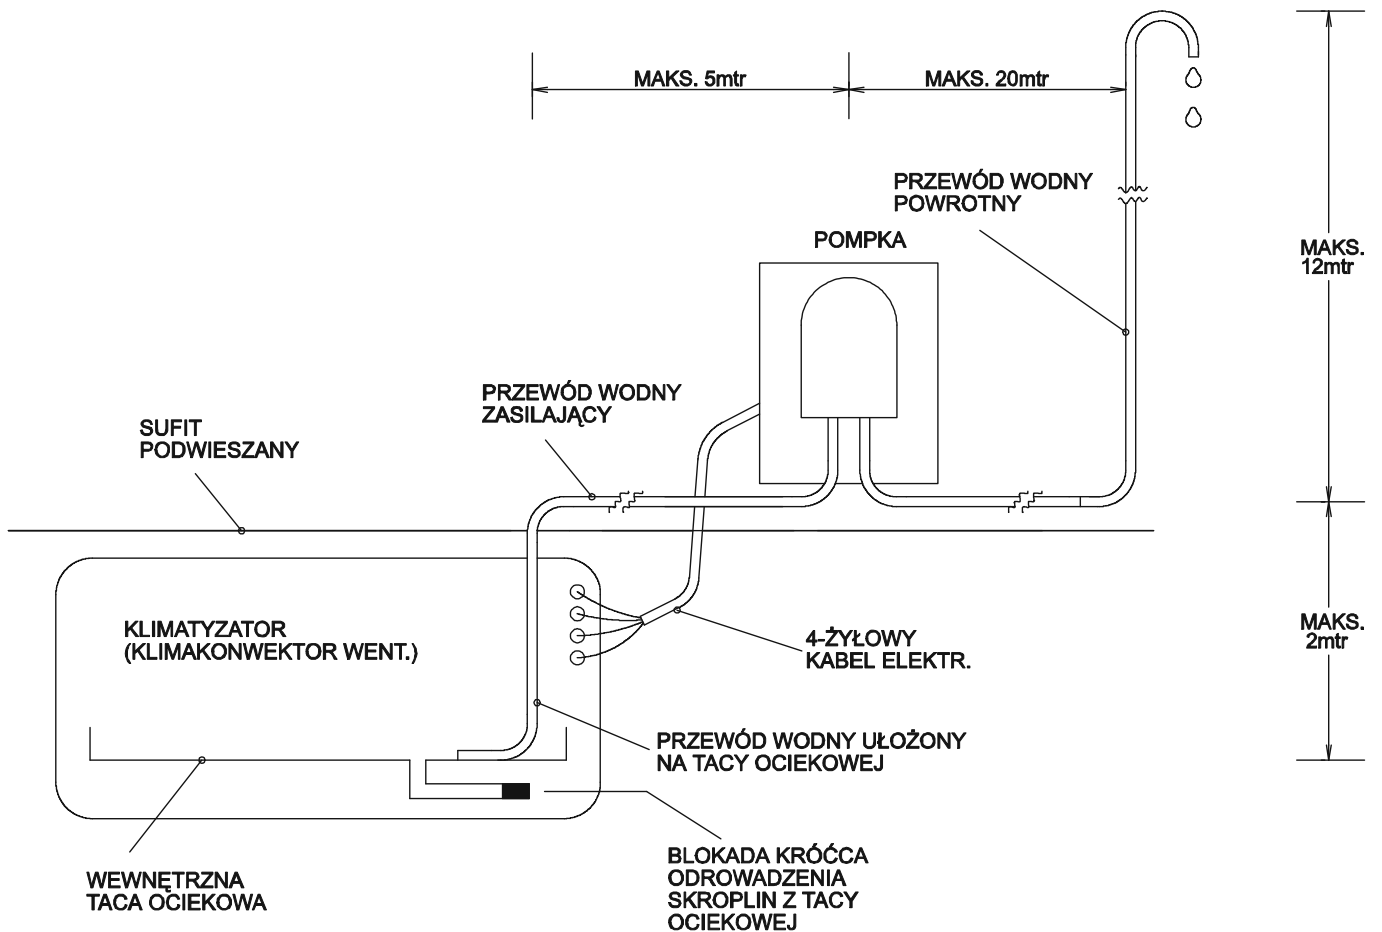 MAKS. 5mtr
MAKS. 20mtr
PRZEWÓD WODNY
POWROTNY
POMPKA
MAKS.
12mtr
PRZEWÓD WODNY
ZASILAJĄCY
SUFIT
PODWIESZANY
KLIMATYZATOR
(KLIMAKONWEKTOR WENT.)
4-ŻYŁOWY
KABEL ELEKTR.
MAKS.
2mtr
PRZEWÓD WODNY UŁOŻONY
NA TACY OCIEKOWEJ
WEWNĘTRZNA
TACA OCIEKOWA
BLOKADA KRÓĆCA
ODROWADZENIA
SKROPLIN Z TACY
OCIEKOWEJ